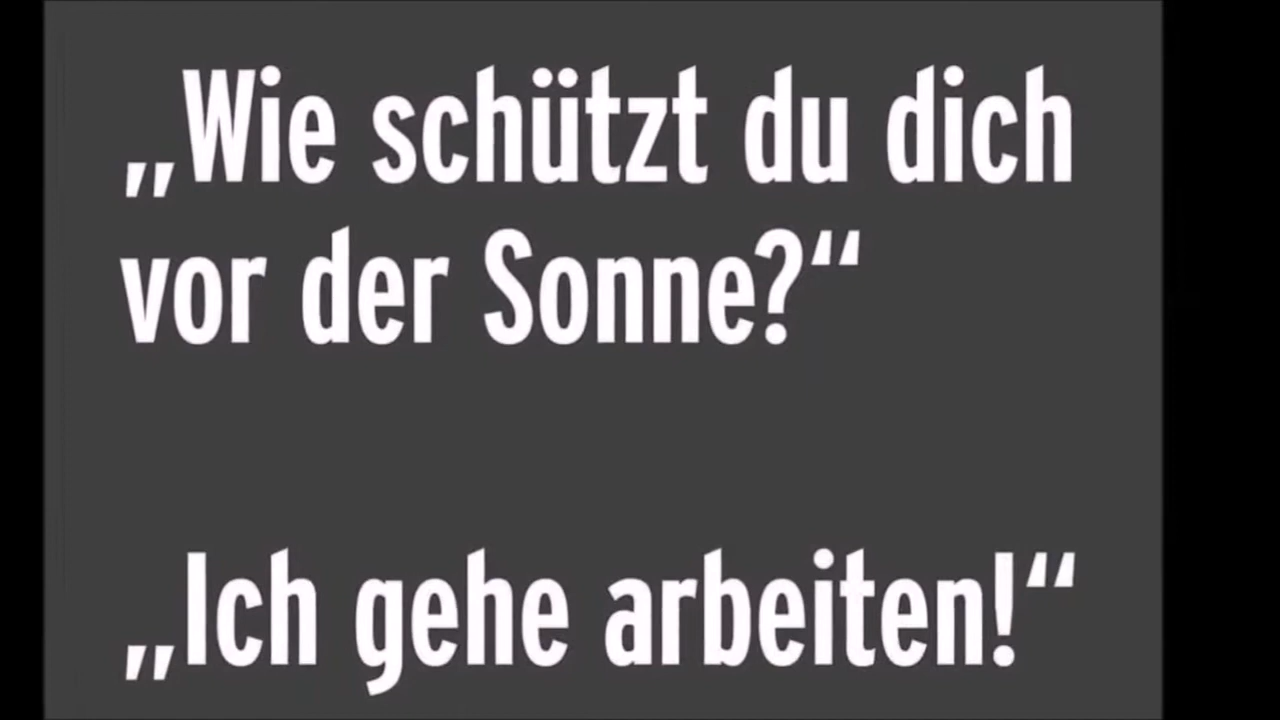 „Wie schützt du dich
vor der Sonne?“
„Ich gehe arbeiten!“